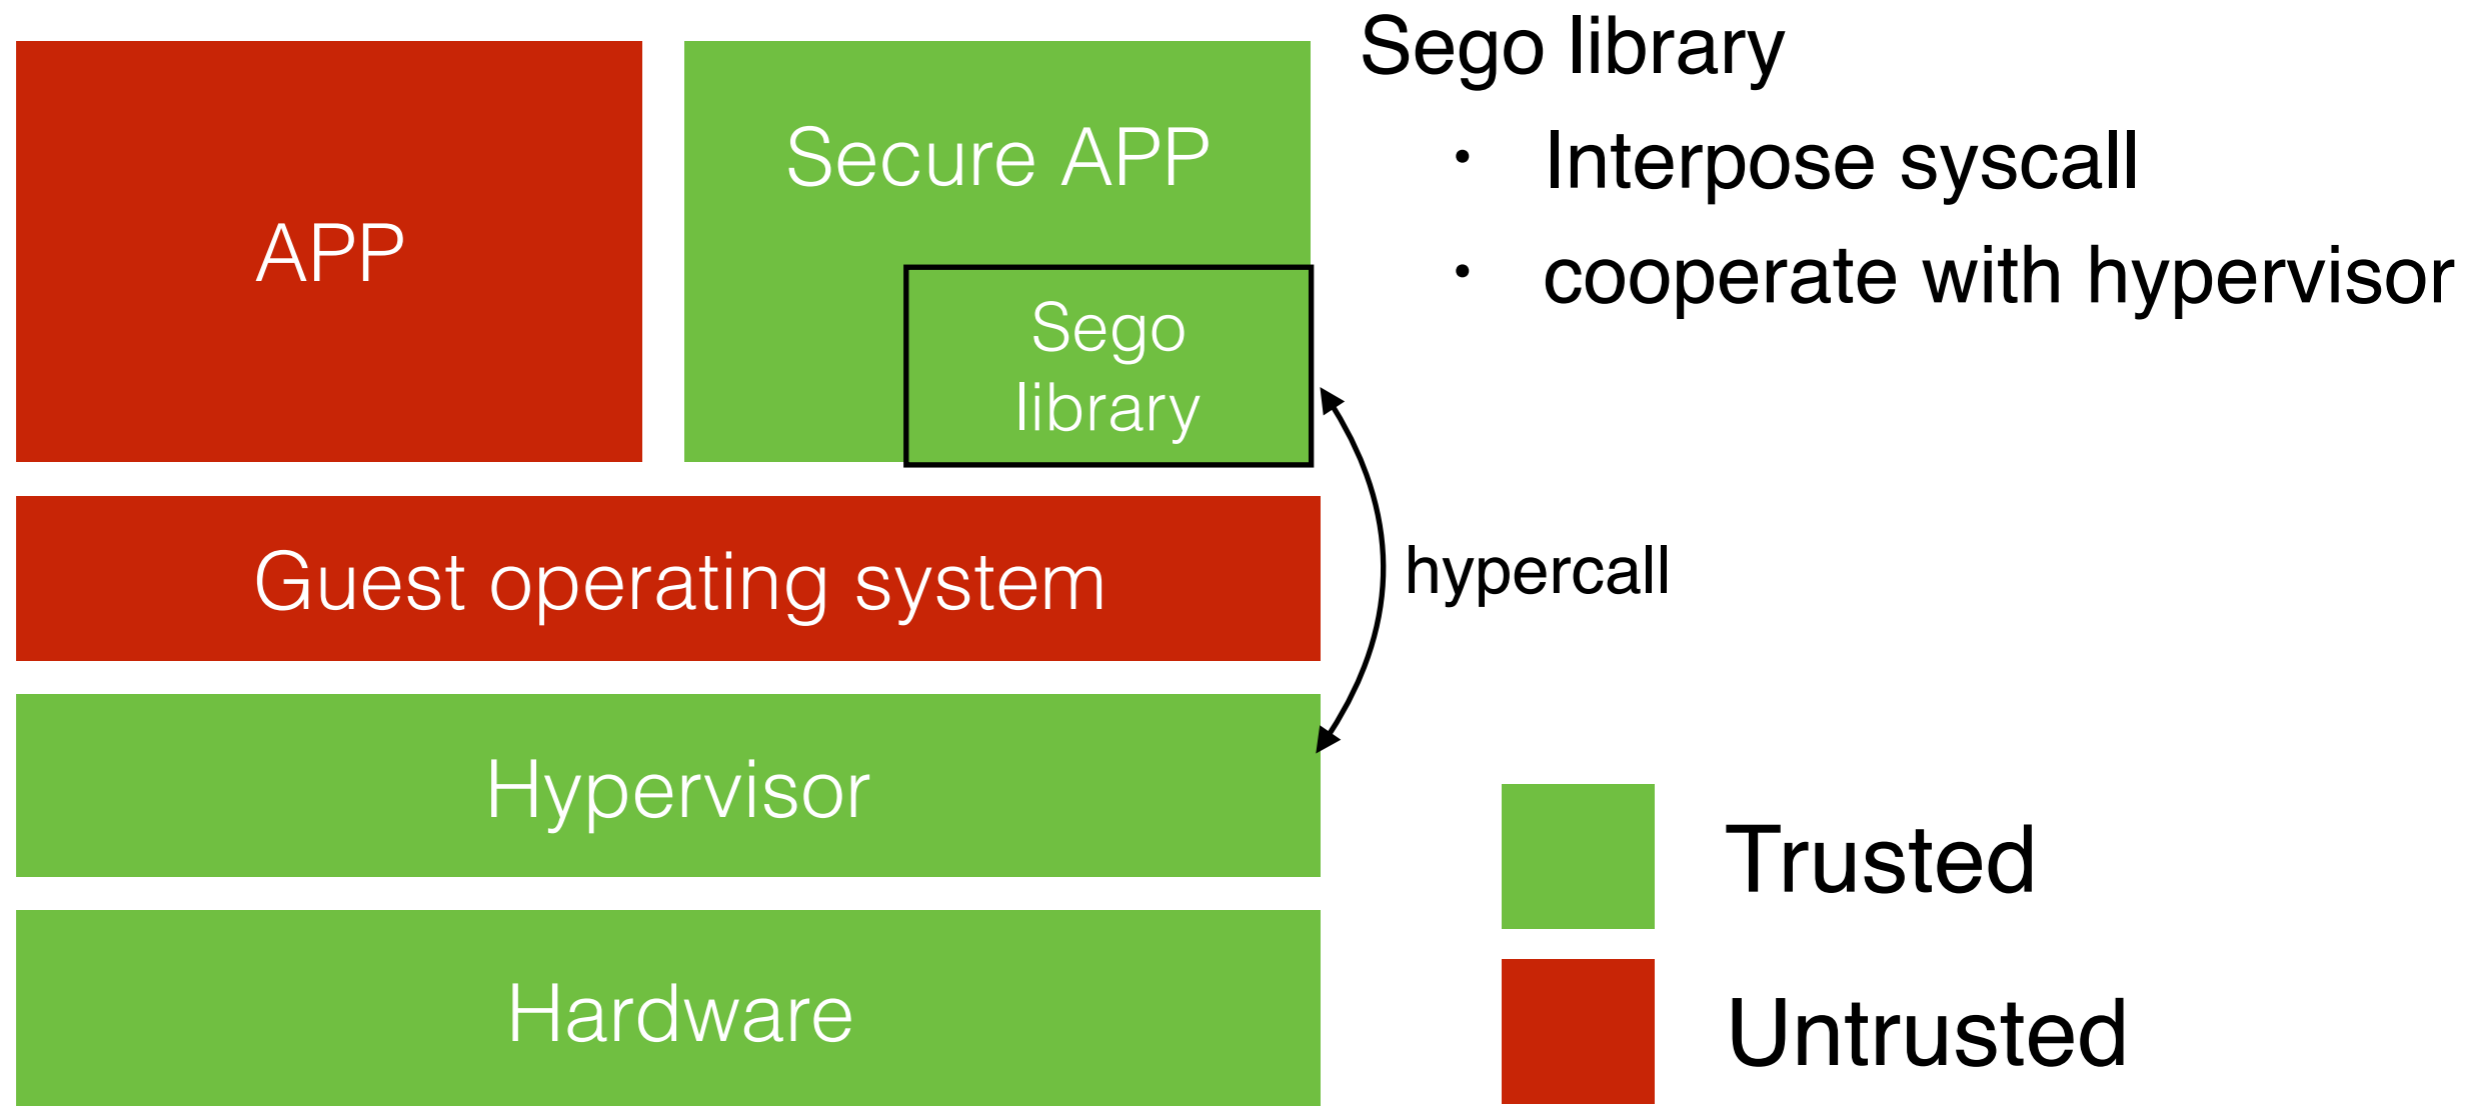 Sego library
· Interpose syscall
· cooperate with hypervisor
APP
Secure APP
Sego
library
Guest operating system
hypercall
Hypervisor
Hardware
Trusted
Untrusted